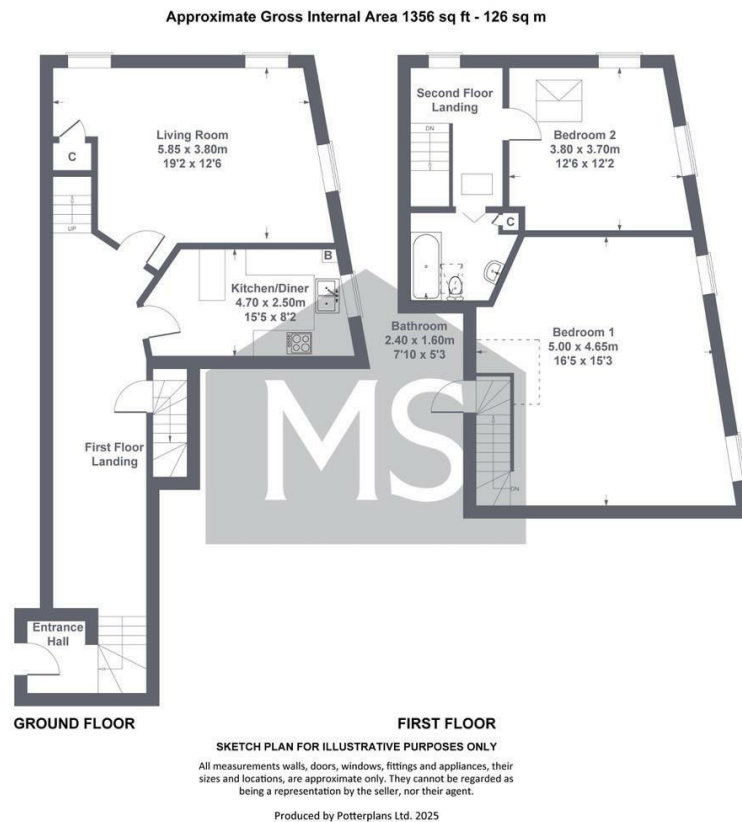 Approximate Gross Internal Area 1356 sq ft - 126 sq m
Living Room
5.85 x 3.80m
19'2 x 12'6
C
UP
Kitchen/Diner
4.70 x 2.50m
15'5 x 8'2
B
First Floor
Landing
Entrance
Hall
GROUND FLOOR
Second Floor
Landing
DN
Bedroom 2
3.80 x 3.70m
12'6 x 12'2
C
Bathroom
2.40 x 1.60m
7'10 x 5'3
Bedroom 1
5.00 x 4.65m
16'5 x 15'3
DN
MS
FIRST FLOOR
SKETCH PLAN FOR ILLUSTRATIVE PURPOSES ONLY
All measurements walls, doors, windows, fittings and appliances, their
sizes and locations, are approximate only. They cannot be regarded as
being a representation by the seller, nor their agent.
Produced by Potterplans Ltd. 2025